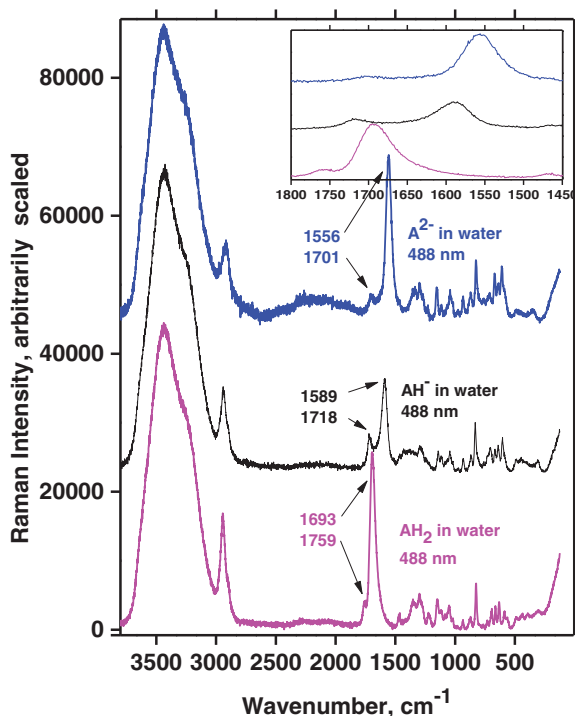 80000
60000
40000
20000
0
Raman Intensity, arbitrarily scaled
1800 1750 1700 1650 1600 1550 1500 1450
1556
1701
A²⁻ in water
488 nm
1589
1718
AH⁻ in water
488 nm
1693
1759
AH₂ in water
488 nm
3500 3000 2500 2000 1500 1000 500
Wavenumber, cm⁻¹